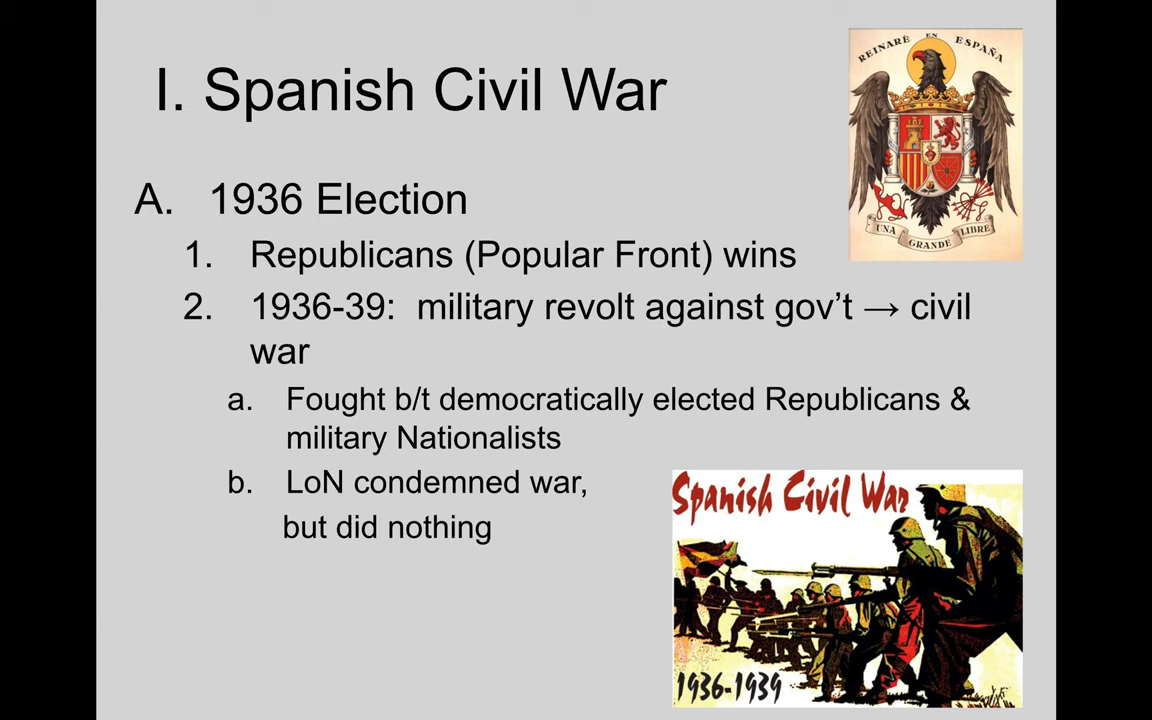 I. Spanish Civil War
REINARÉ EN ESPAÑA
UNA GRANDE LIBRE
A. 1936 Election
1. Republicans (Popular Front) wins
2. 1936-39: military revolt against gov’t → civil
war
a. Fought b/t democratically elected Republicans &
military Nationalists
b. LoN condemned war,
but did nothing
Spanish Civil War
1936-1939